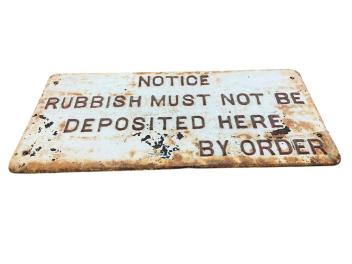 NOTICE
RUBBISH MUST NOT BE
DEPOSITED HERE
BY ORDER